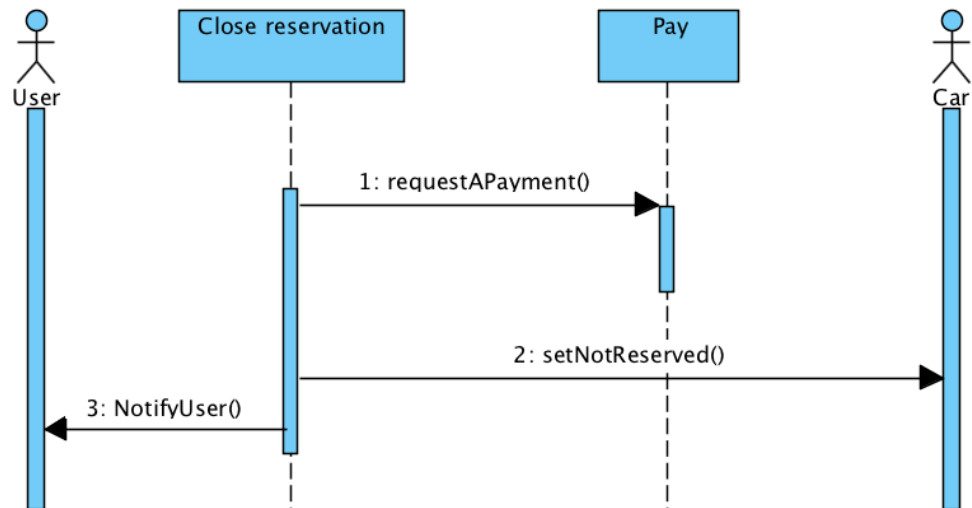 Close reservation
Pay
User
Car
1: requestAPayment()
2: setNotReserved()
3: NotifyUser()